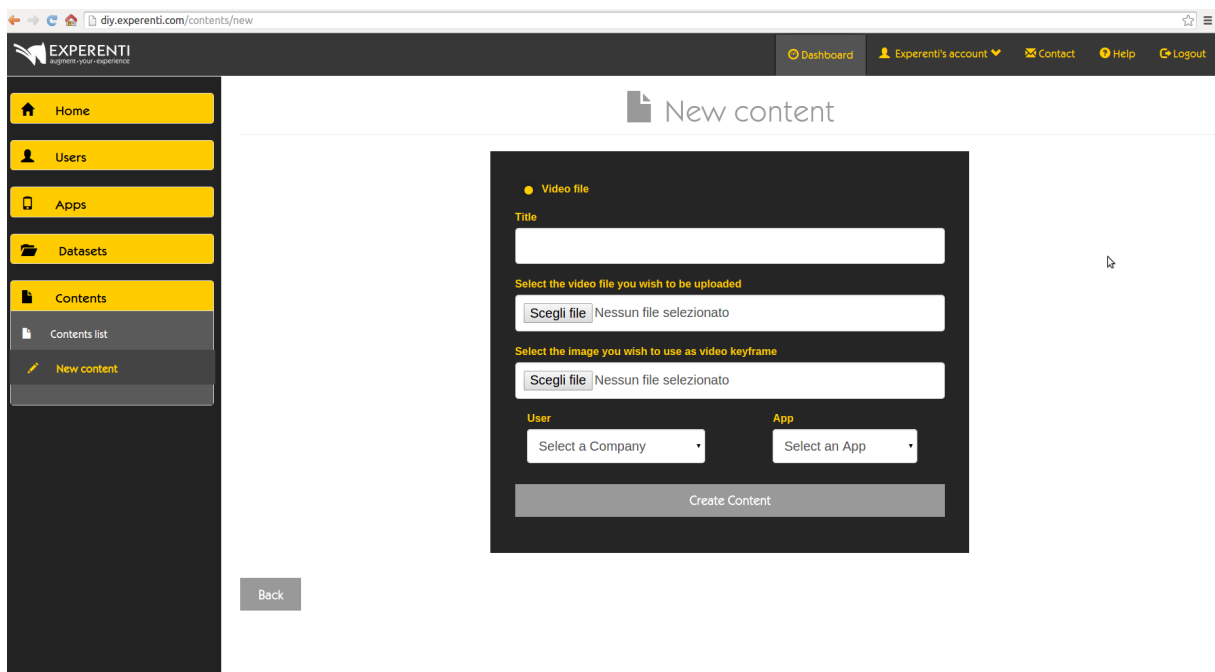 diy.experenti.com/contents/new
EXPERENTI
augment·your·experience
Dashboard
Experenti's account
Contact
Help
Logout
Home
Users
Apps
Datasets
Contents
Contents list
New content
New content
Video file
Title
Select the video file you wish to be uploaded
Scegli file Nessun file selezionato
Select the image you wish to use as video keyframe
Scegli file Nessun file selezionato
User App
Select a Company Select an App
Create Content
Back